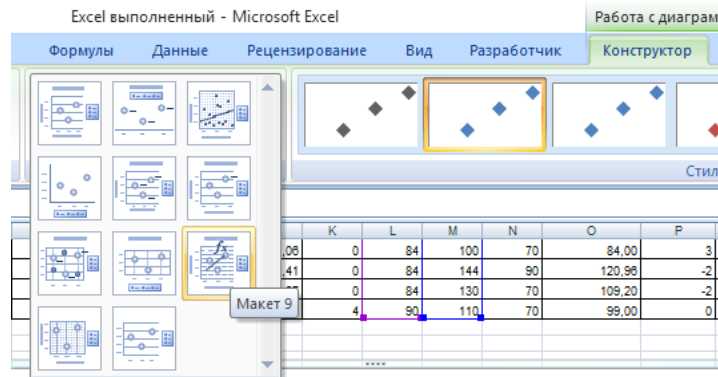 Excel выполненный - Microsoft Excel
Работа с диаграм
Формулы Данные Рецензирование Вид Разработчик Конструктор
Стил
K L M N O P
,06 0 84 100 70 84,00 3
,41 0 84 144 90 120,96 -2
0 84 130 70 109,20 -2
4 90 110 70 99,00 0
fx
Макет 9